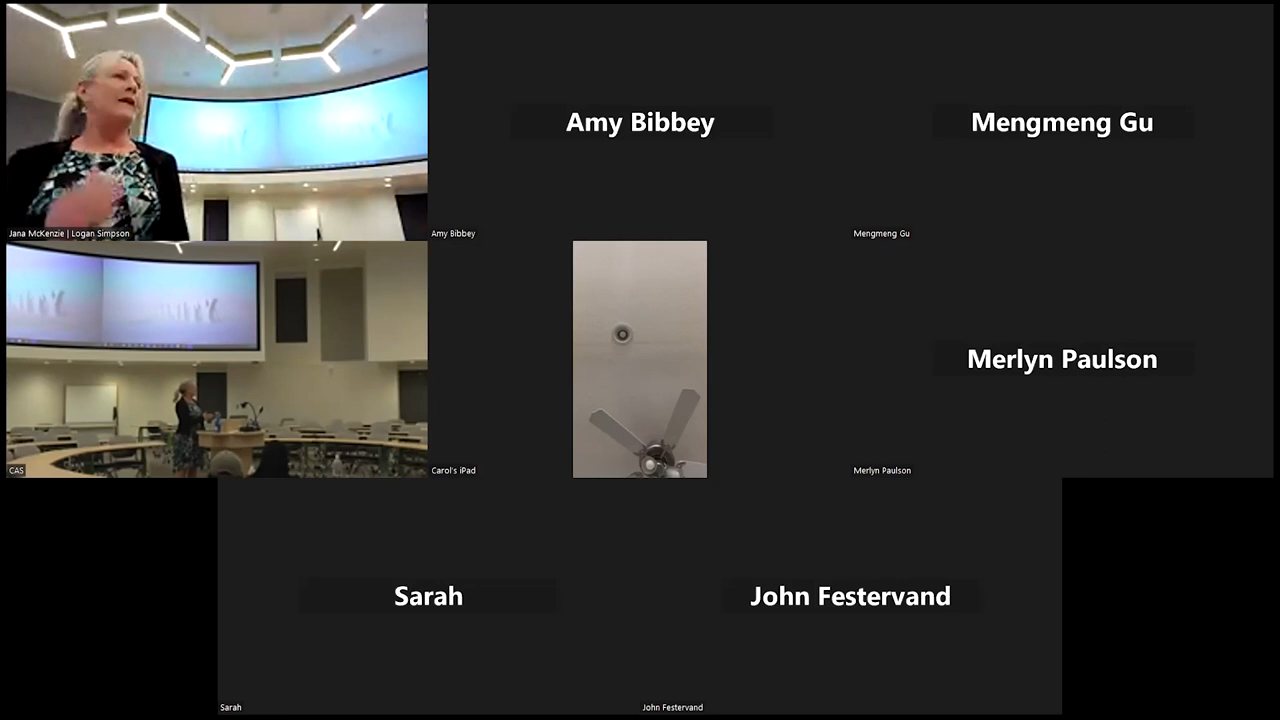 Amy Bibbey
Mengmeng Gu
Jana McKenzie | Logan Simpson
Amy Bibbey
Mengmeng Gu
Merlyn Paulson
CAS
Carol's iPad
Merlyn Paulson
Sarah
John Festervand
Sarah
John Festervand